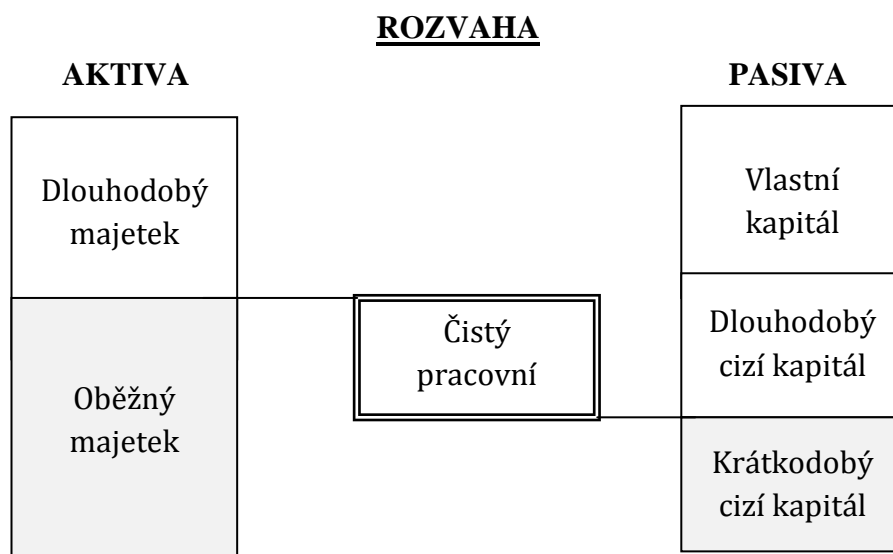 ROZVAHA
AKTIVA
PASIVA
Dlouhodobý
majetek
Vlastní
kapitál
Čistý
pracovní
Dlouhodobý
cizí kapitál
Oběžný
majetek
Krátkodobý
cizí kapitál